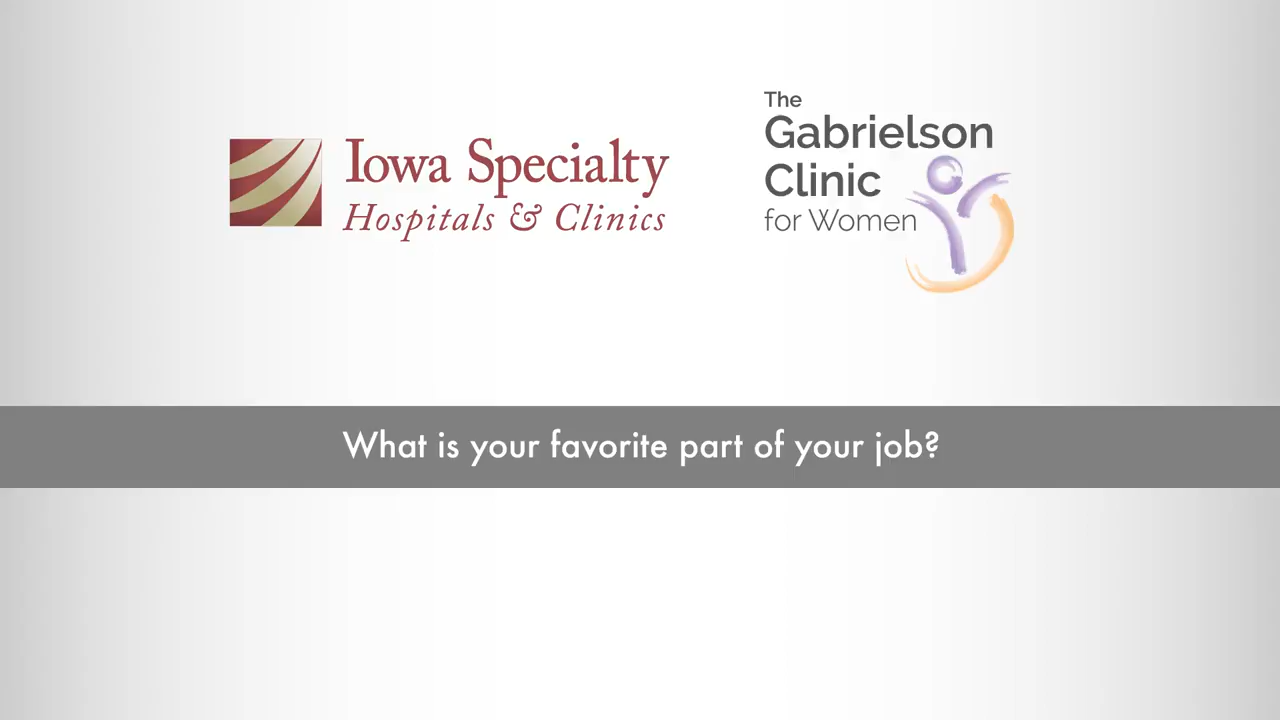 Iowa Specialty
Hospitals & Clinics
The
Gabrielson
Clinic
for Women
What is your favorite part of your job?